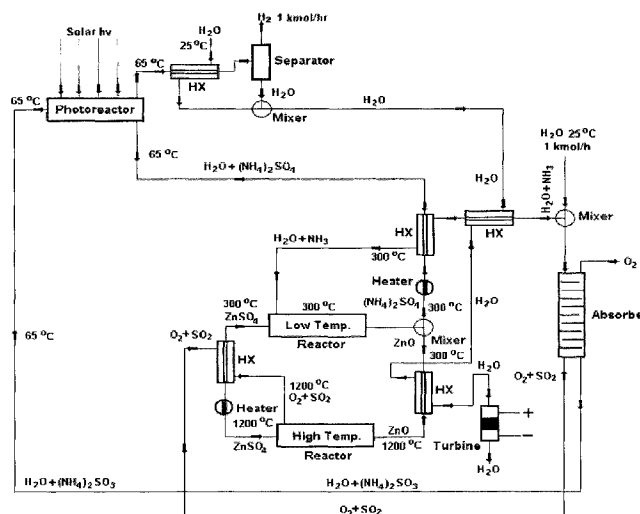 H₂O
H₂ 1 kmol/hr
Solar hv
25°C
65 °C
65 °C
Separator
HX
65 °C
Photoreactor
H₂O
H₂O
Mixer
65 °C
H₂O + (NH₄)₂SO₄
H₂O 25°C
1 kmol/h
H₂O
H₂O+NH₃
Mixer
HX
H₂O+NH₃
HX
O₂
300 °C
Heater
300 °C
ZnSO₄
300 °C
(NH₄)₂SO₄
300 °C
H₂O
Absorbe
O₂+SO₂
Low Temp.
Reactor
Mixer
ZnO
300 °C
65 °C
HX
1200 °C
O₂+SO₂
HX
H₂O
O₂+SO₂
Heater
1200 °C
ZnSO₄
High Temp.
Reactor
ZnO
1200 °C
Turbine
+
−
H₂O
H₂O+(NH₄)₂SO₃
H₂O+(NH₄)₂SO₃
O₂+SO₂